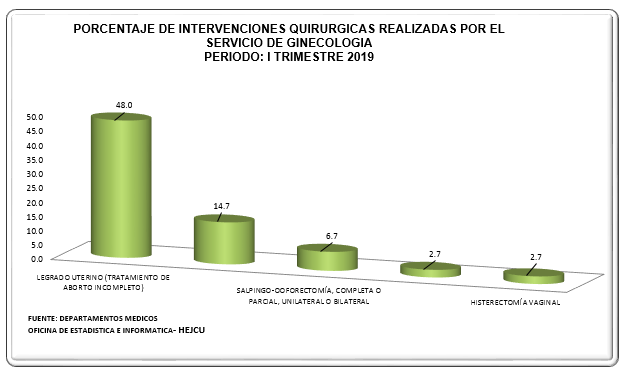 PORCENTAJE DE INTERVENCIONES QUIRURGICAS REALIZADAS POR EL
SERVICIO DE GINECOLOGIA
PERIODO: I TRIMESTRE 2019
48.0
50.0
45.0
40.0
35.0
30.0
25.0
20.0
15.0
10.0
5.0
0.0
14.7
6.7
2.7
2.7
LEGRADO UTERINO (TRATAMIENTO DE
ABORTO INCOMPLETO)
SALPINGO-OOFORECTOMÍA, COMPLETA O
PARCIAL, UNILATERAL O BILATERAL
HISTERECTOMÍA VAGINAL
FUENTE: DEPARTAMENTOS MEDICOS
OFICINA DE ESTADISTICA E INFORMATICA- HEJCU